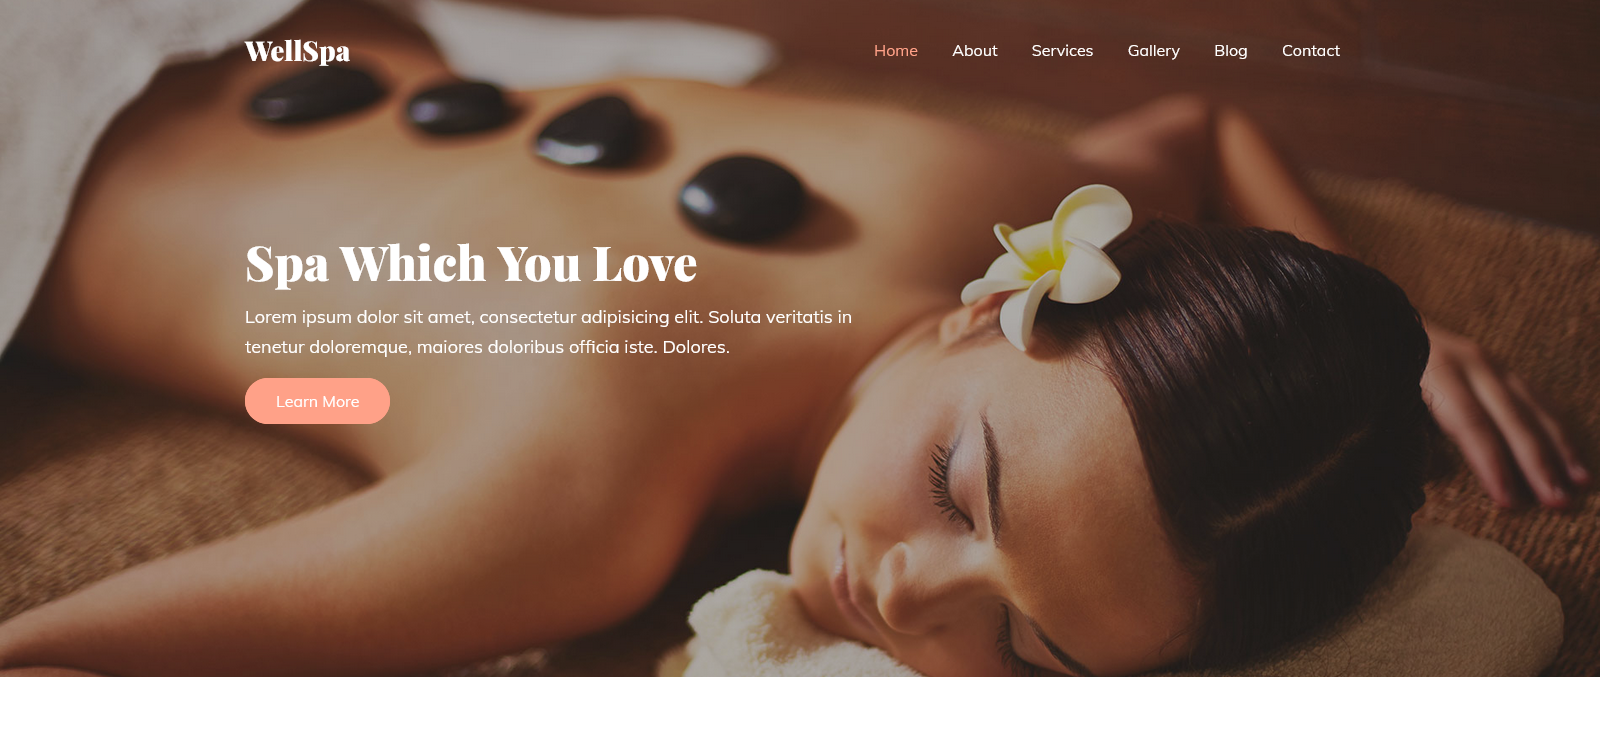 WellSpa
Home About Services Gallery Blog Contact
Spa Which You Love
Lorem ipsum dolor sit amet, consectetur adipisicing elit. Soluta veritatis in
tenetur doloremque, maiores doloribus officia iste. Dolores.
Learn More